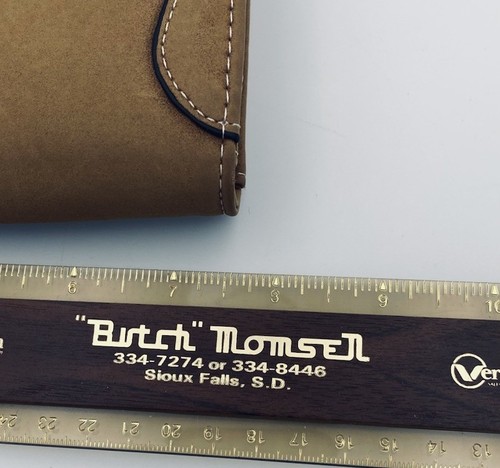 6 7 8 9 10
"Butch" Momsen
334-7274 or 334-8446
Sioux Falls, S.D.
Ver
24 23 22 21 20 19 18 17 16 15 14 13